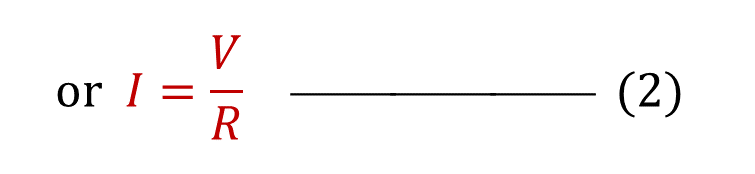 or I = V/R ———————— (2)